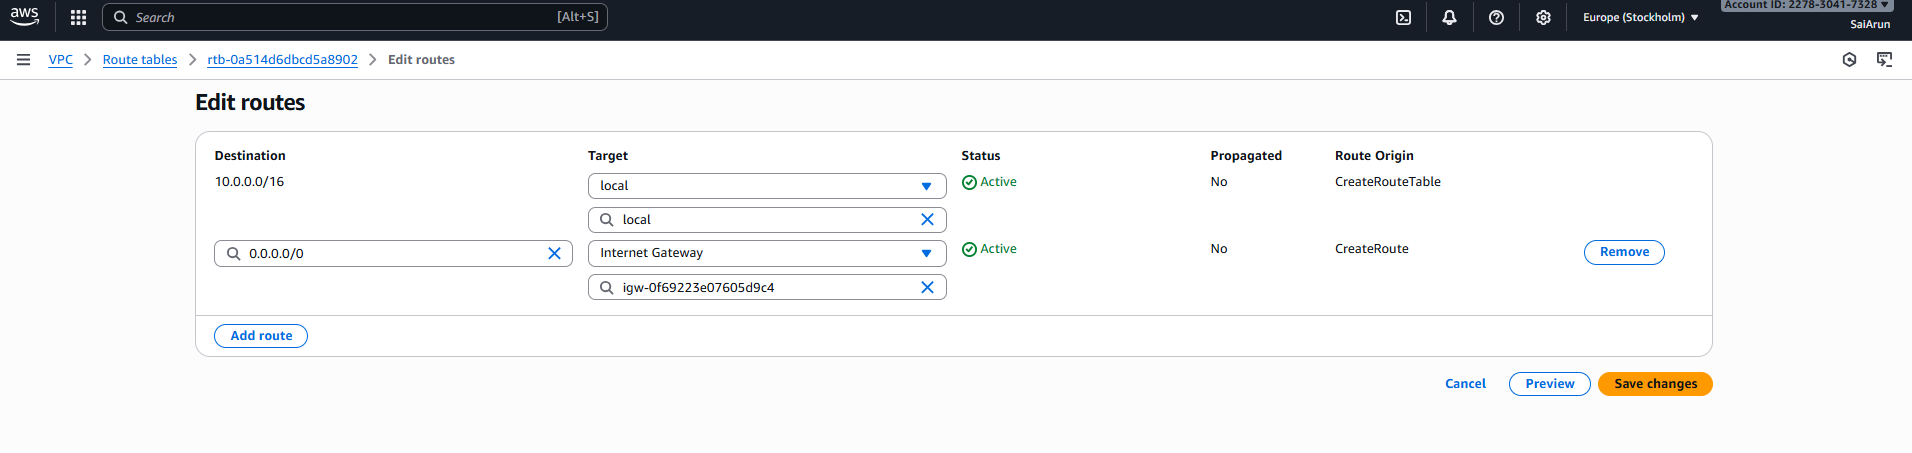 aws
Search [Alt+S] Europe (Stockholm) Account ID: 2278-3041-7328
SaiArun
VPC Route tables rtb-0a514d6dbcd5a8902 Edit routes
Edit routes
Destination Target Status Propagated Route Origin
10.0.0.0/16 local Active No CreateRouteTable
local
0.0.0.0/0 Internet Gateway Active No CreateRoute Remove
igw-0f69223e07605d9c4
Add route
Cancel Preview Save changes